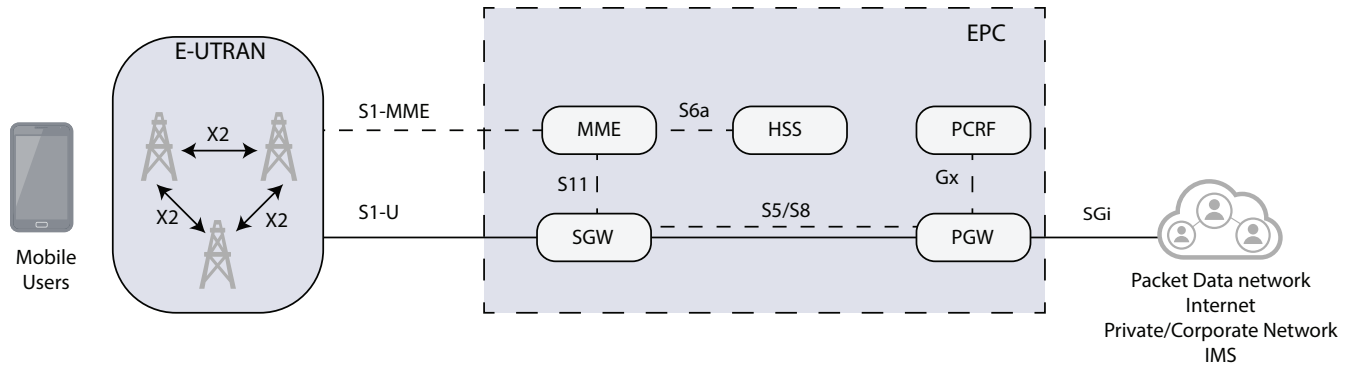 E-UTRAN
EPC
S1-MME
S6a
MME
HSS
PCRF
X2
X2
X2
S11
Gx
S1-U
S5/S8
SGi
SGW
PGW
Mobile
Users
Packet Data network
Internet
Private/Corporate Network
IMS